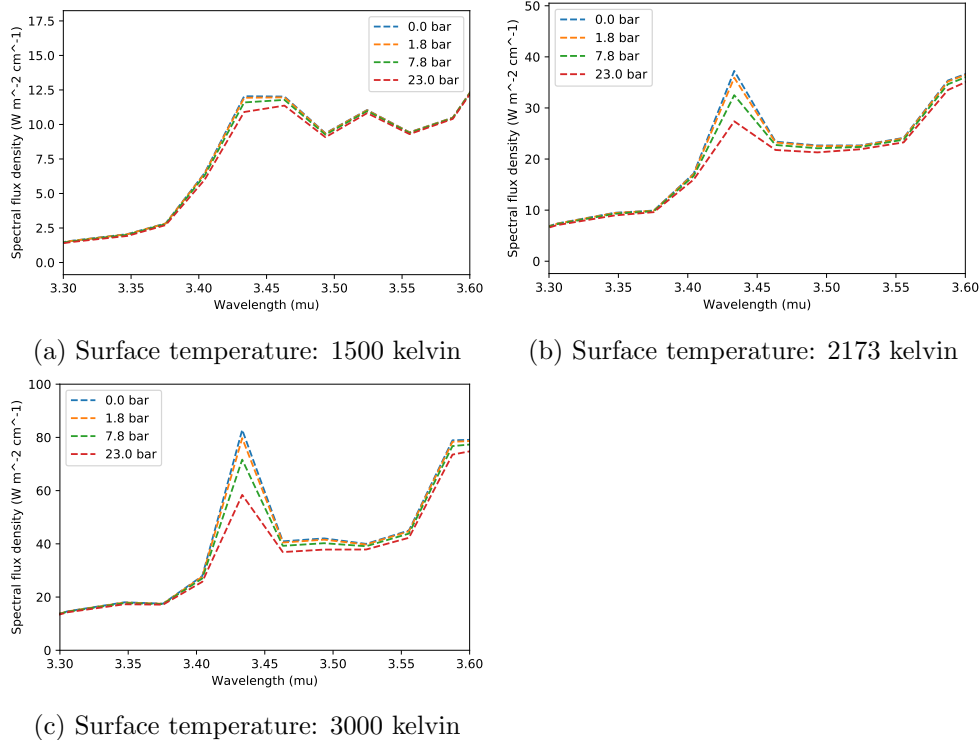 17.5
15.0
12.5
10.0
7.5
5.0
2.5
0.0
Spectral flux density (W m^-2 cm^-1)
0.0 bar
1.8 bar
7.8 bar
23.0 bar
3.30 3.35 3.40 3.45 3.50 3.55 3.60
Wavelength (mu)
(a) Surface temperature: 1500 kelvin
50
40
30
20
10
0
Spectral flux density (W m^-2 cm^-1)
0.0 bar
1.8 bar
7.8 bar
23.0 bar
3.30 3.35 3.40 3.45 3.50 3.55 3.60
Wavelength (mu)
(b) Surface temperature: 2173 kelvin
100
80
60
40
20
0
Spectral flux density (W m^-2 cm^-1)
0.0 bar
1.8 bar
7.8 bar
23.0 bar
3.30 3.35 3.40 3.45 3.50 3.55 3.60
Wavelength (mu)
(c) Surface temperature: 3000 kelvin